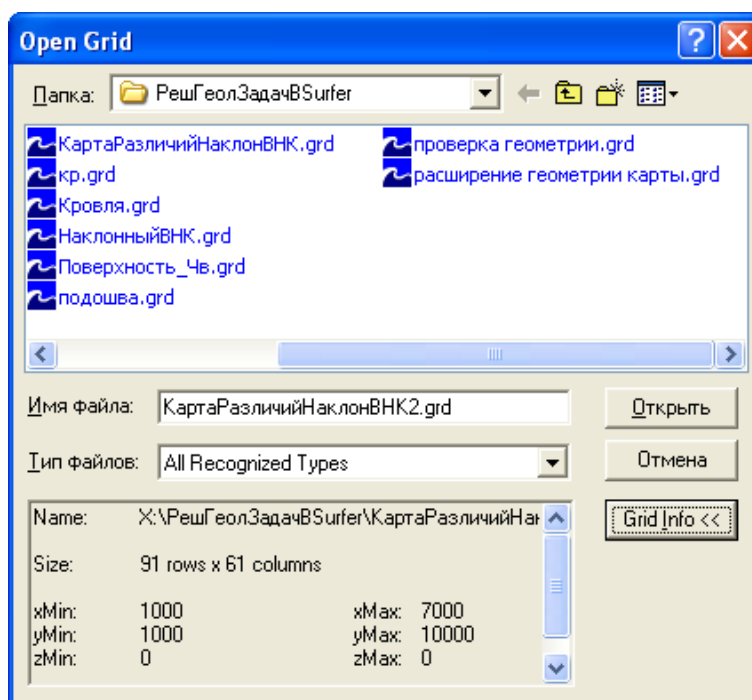 Open Grid
Папка: РешГеолЗадачВSurfer
КартаРазличийНаклонВНК.grd
кр.grd
Кровля.grd
НаклонныйВНК.grd
Поверхность_Чв.grd
подошва.grd
проверка геометрии.grd
расширение геометрии карты.grd
Имя файла: КартаРазличийНаклонВНК2.grd Открыть
Тип файлов: All Recognized Types Отмена
Grid Info <<
Name: X:\РешГеолЗадачВSurfer\КартаРазличийНак
Size: 91 rows x 61 columns
xMin: 1000 xMax: 7000
yMin: 1000 yMax: 10000
zMin: 0 zMax: 0